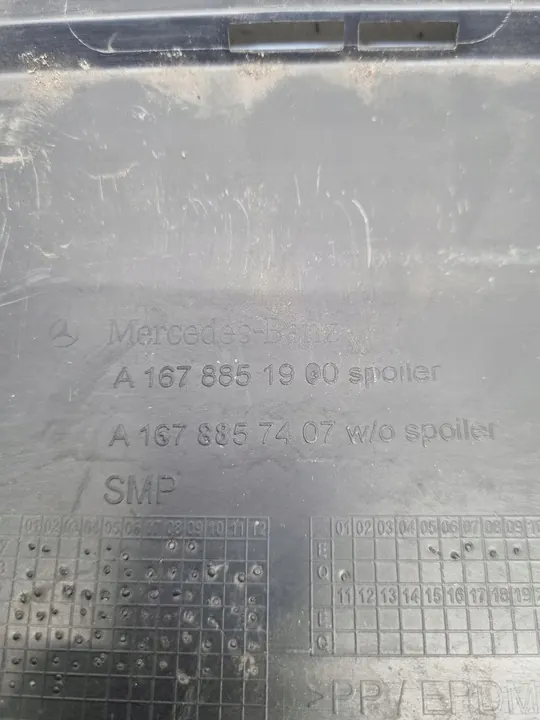 Mercedes-Benz
A 167 885 19 00 spoiler
A 167 885 74 07 w/o spoiler
SMP
01 02 03 04 05 06 07 08 09 10 11 12
01 02 03 04 05 06 07 08 09
11 12 13 14 15 16 17 18 19
>PP/EPDM